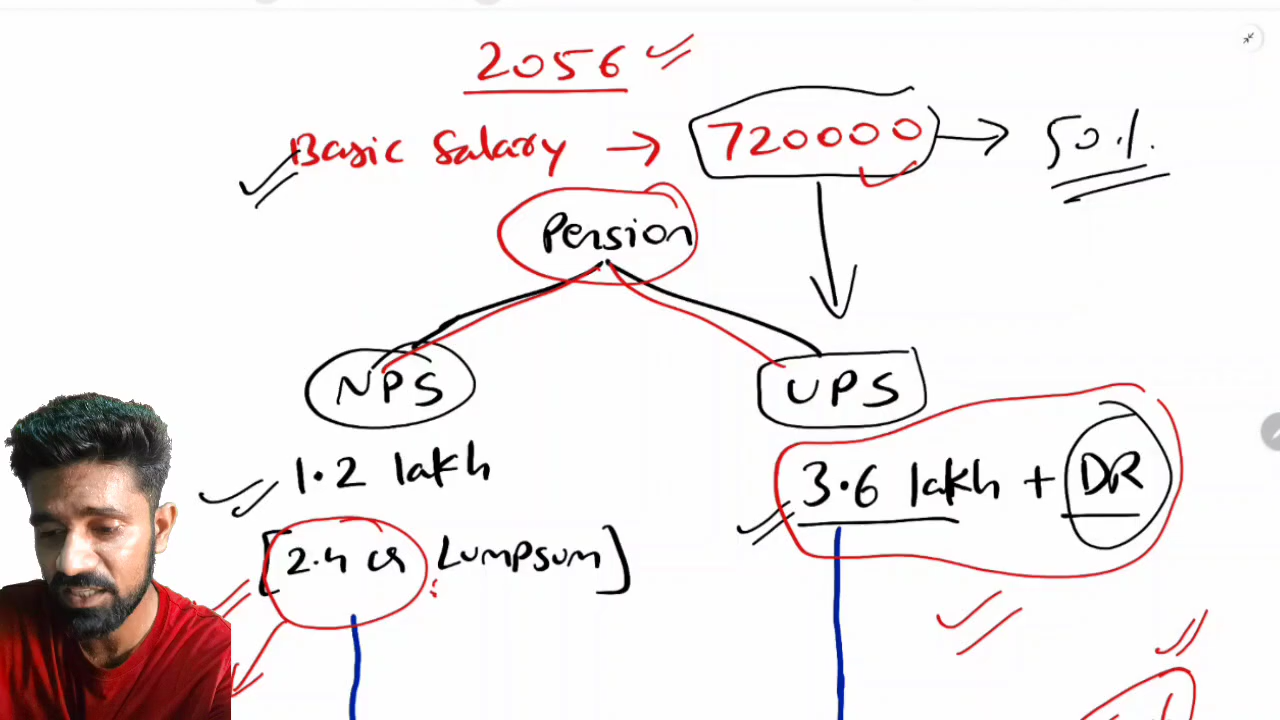 2056
Basic Salary → 720000 → 50%.
Pension
NPS
UPS
1.2 lakh
3.6 lakh + DR
[2.4 cr Lumpsum]